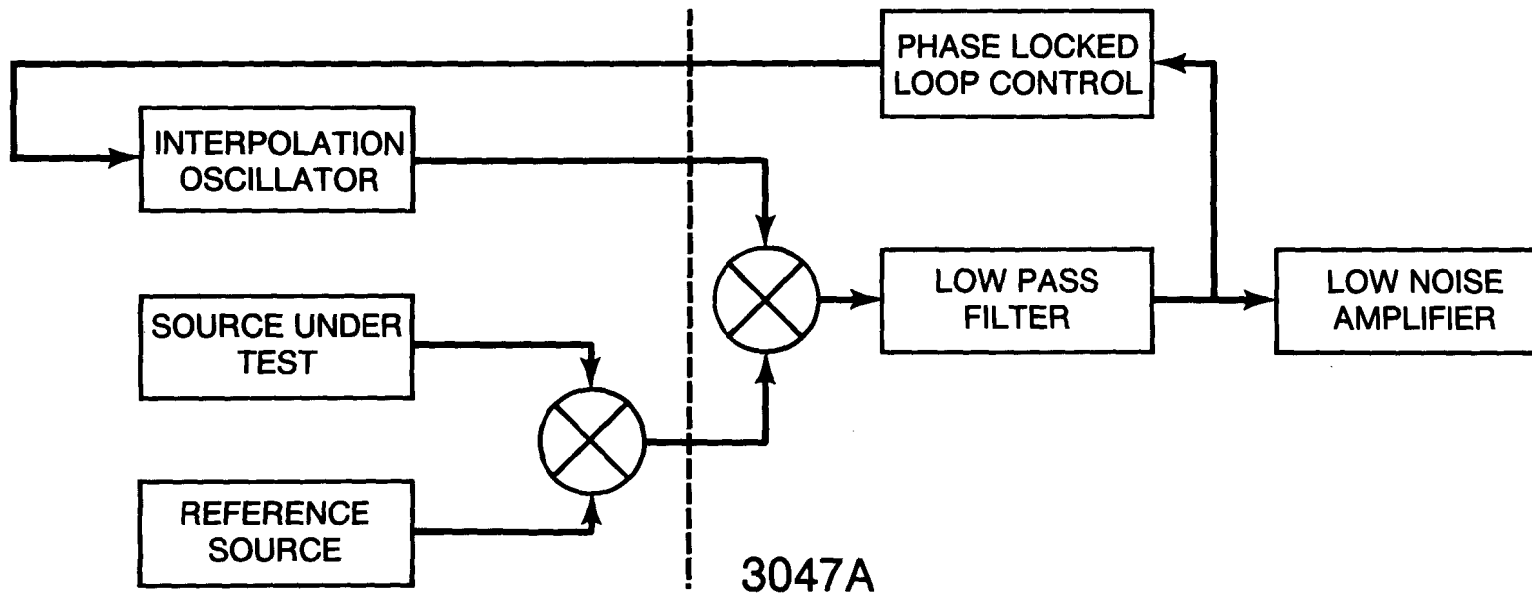 PHASE LOCKED
LOOP CONTROL
INTERPOLATION
OSCILLATOR
LOW PASS
FILTER
LOW NOISE
AMPLIFIER
SOURCE UNDER
TEST
REFERENCE
SOURCE
3047A